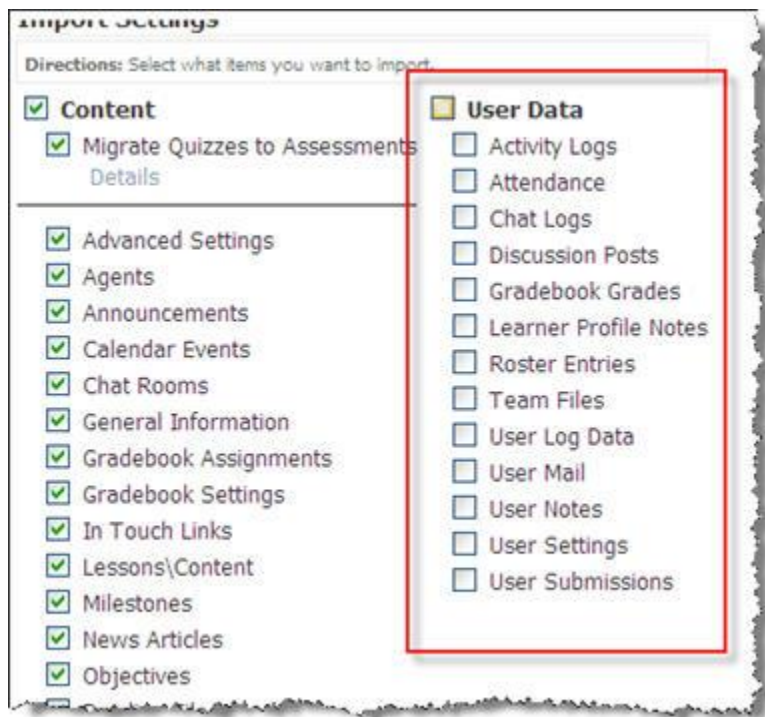 Import Settings
Directions: Select what items you want to import.
Content
Migrate Quizzes to Assessments
Details
Advanced Settings
Agents
Announcements
Calendar Events
Chat Rooms
General Information
Gradebook Assignments
Gradebook Settings
In Touch Links
Lessons\Content
Milestones
News Articles
Objectives
User Data
Activity Logs
Attendance
Chat Logs
Discussion Posts
Gradebook Grades
Learner Profile Notes
Roster Entries
Team Files
User Log Data
User Mail
User Notes
User Settings
User Submissions